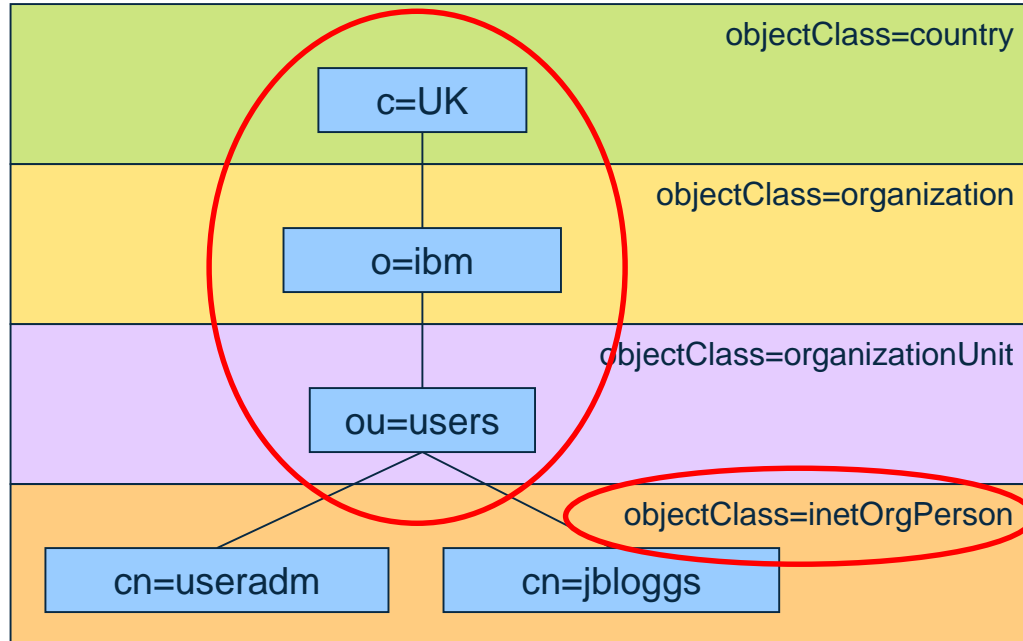 objectClass=country
c=UK
objectClass=organization
o=ibm
objectClass=organizationUnit
ou=users
objectClass=inetOrgPerson
cn=useradm
cn=jbloggs